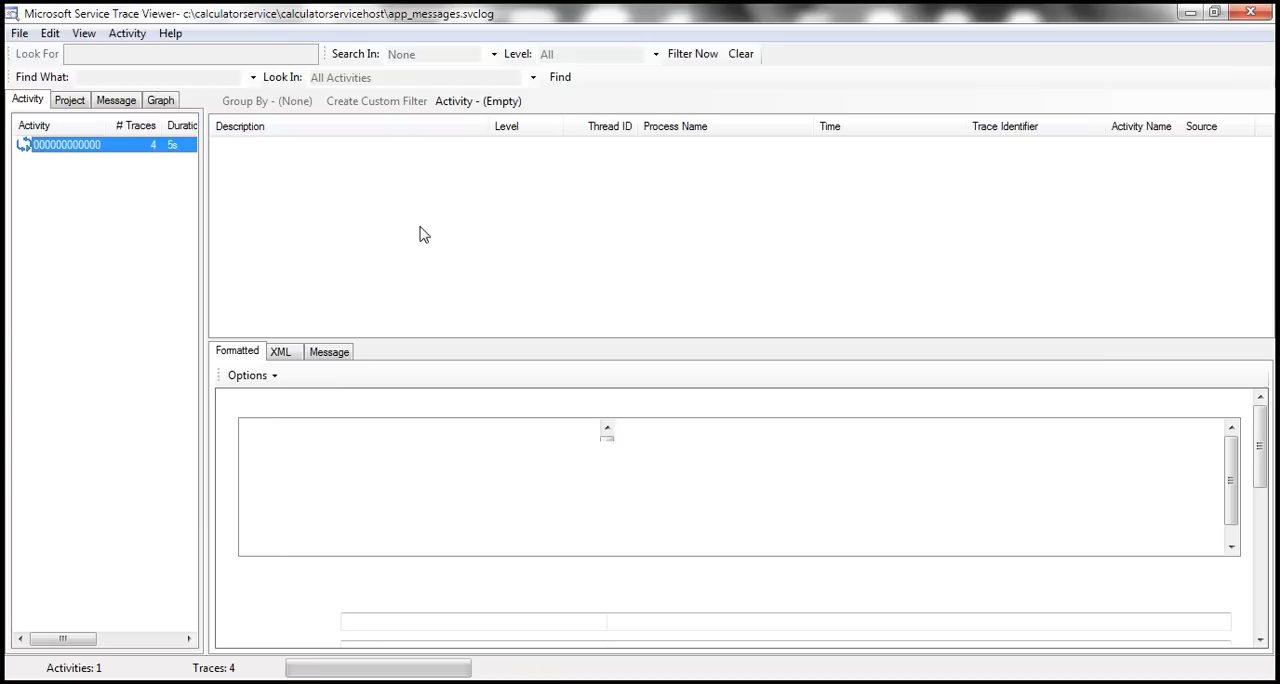 Microsoft Service Trace Viewer- c:\calculatorservice\calculatorservicehost\app_messages.svclog
File Edit View Activity Help
Look For Search In: None Level: All Filter Now Clear
Find What: Look In: All Activities Find
Activity Project Message Graph Group By - (None) Create Custom Filter Activity - (Empty)
Activity # Traces Duratic Description Level Thread ID Process Name Time Trace Identifier Activity Name Source
000000000000 4 5s
Formatted XML Message
Options
Activities: 1 Traces: 4